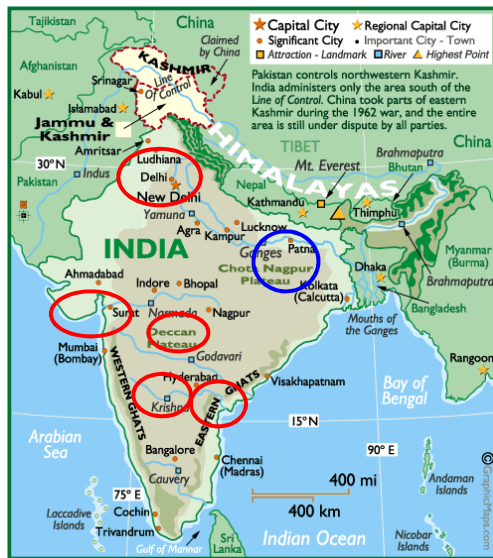 Tajikistan
China
Capital City
Regional Capital City
Significant City
Important City - Town
Attraction - Landmark
River
Highest Point
Claimed
by China
KASHMIR
Line
Of Control
Afghanistan
Srinagar
Kabul
Islamabad
Jammu &
Kashmir
Pakistan controls northwestern Kashmir.
India administers only the area south of the
Line of Control. China took parts of eastern
Kashmir during the 1962 war, and the entire
area is still under dispute by all parties.
Amritsar
HIMALAYAS
TIBET
Brahmaputra
China
30°N
Ludhiana
Mt. Everest
Bhutan
Pakistan
Indus
Delhi
New Delhi
Nepal
Kathmandu
Thimphu
Yamuna
Agra
Lucknow
Kampur
Ganges
Patna
INDIA
Myanmar
(Burma)
Chota Nagpur
Plateau
Dhaka
Ahmadabad
Indore
Bhopal
Kolkata
(Calcutta)
Brahmaputra
Surat
Narmada
Nagpur
Bangladesh
Mouths of
the Ganges
Deccan
Plateau
Mumbai
(Bombay)
Godavari
Rangoon
WESTERN GHATS
Hyderabad
EASTERN GHATS
Visakhapatnam
Bay of
Bengal
Krishna
15°N
Arabian
Sea
90°E
Bangalore
Chennai
(Madras)
Cauvery
400 mi
Andaman
Islands
75°E
400 km
Laccadive
Islands
Cochin
Trivandrum
Gulf of Mannar
Sri
Lanka
Indian Ocean
Nicobar
Islands
©GraphicMaps.com